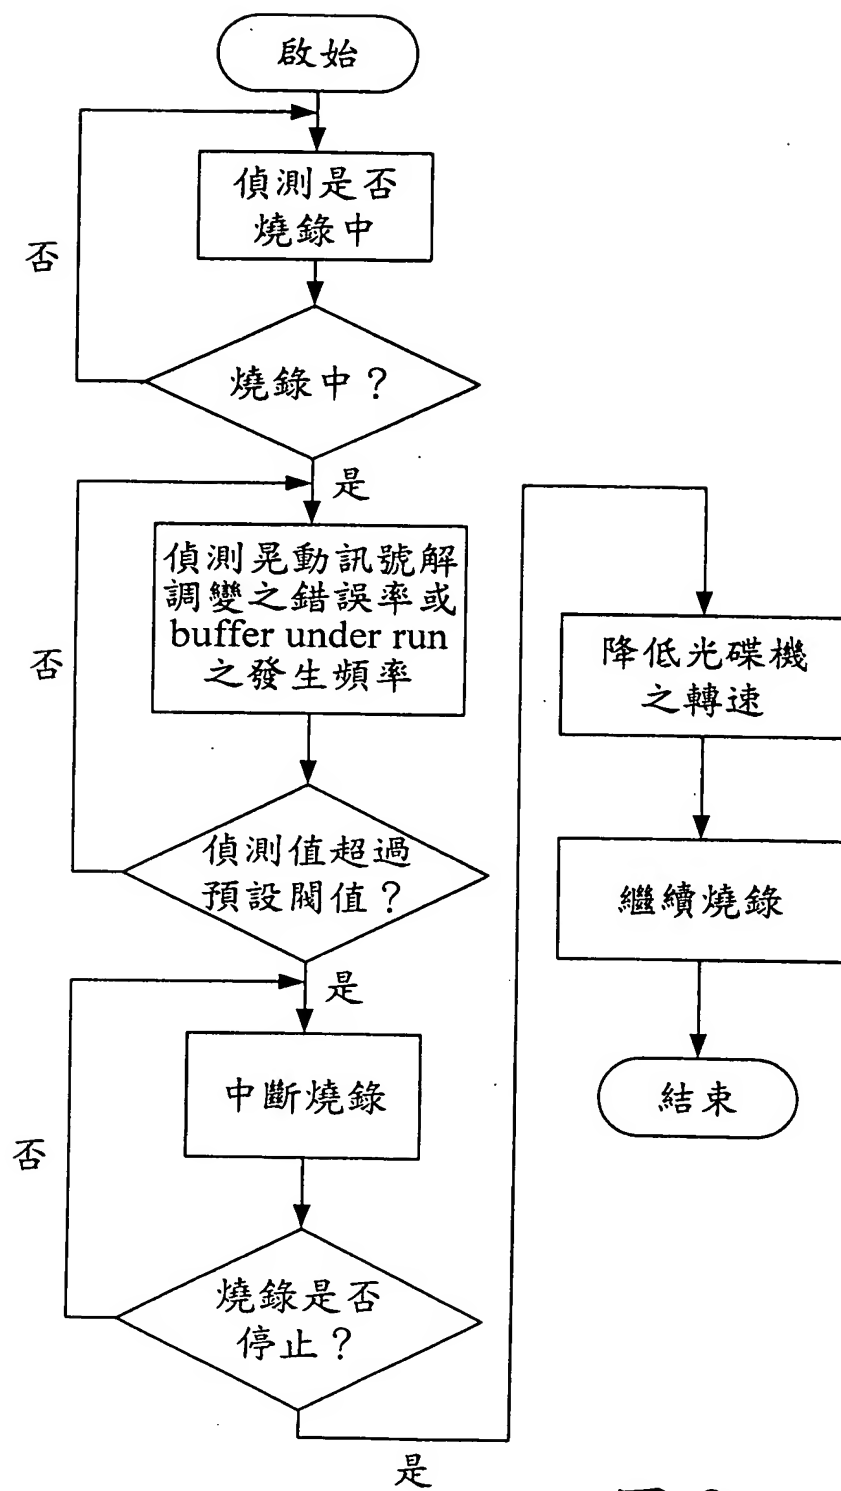 啟始
偵測是否
燒錄中
否
燒錄中？
是
偵測晃動訊號解
調變之錯誤率或
buffer under run
之發生頻率
否
偵測值超過
預設閥值？
是
中斷燒錄
否
燒錄是否
停止？
是
降低光碟機
之轉速
繼續燒錄
結束